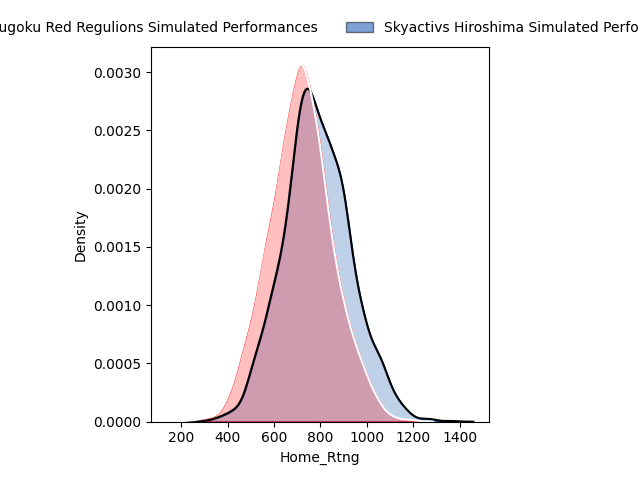 ugoku Red Regulions Simulated Performances
Skyactivs Hiroshima Simulated Perfo
0.0030
0.0025
0.0020
0.0015
0.0010
0.0005
0.0000
Density
200 400 600 800 1000 1200 1400
Home_Rtng